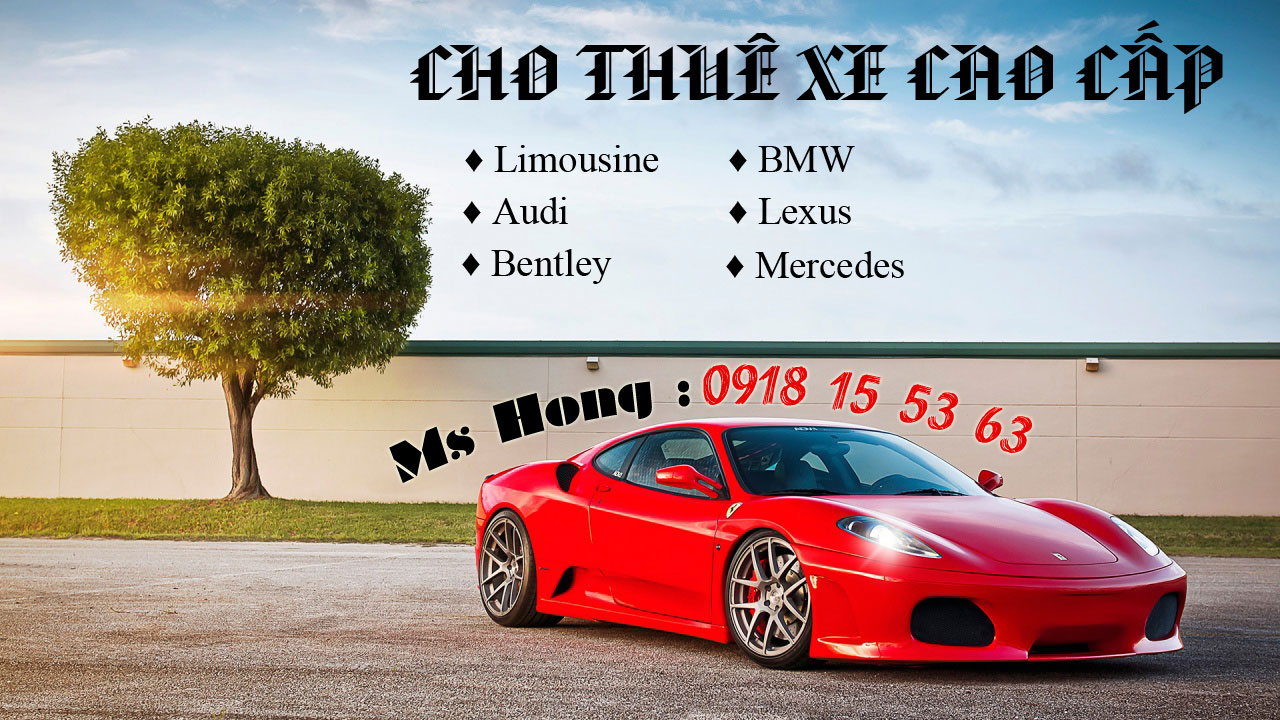 CHO THUÊ XE CAO CẤP
♦ Limousine ♦ BMW
♦ Audi ♦ Lexus
♦ Bentley ♦ Mercedes
Ms Hong : 0918 15 53 63